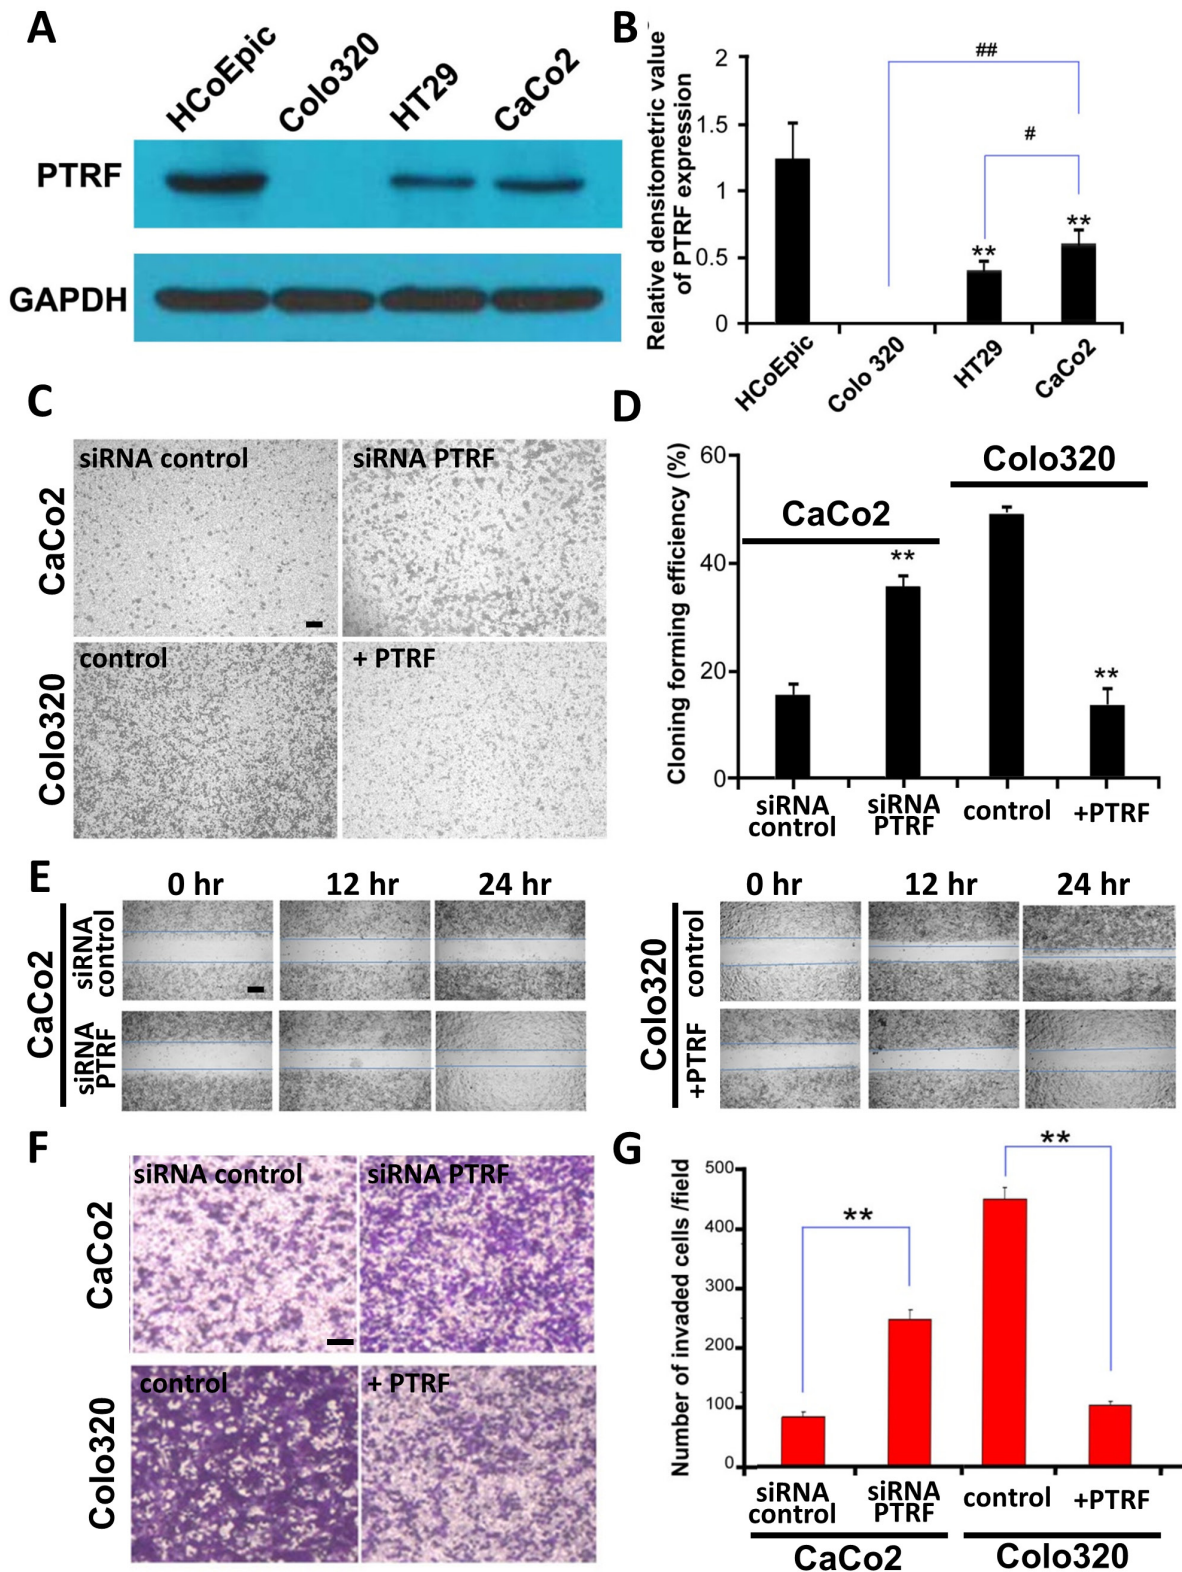 A
HCoEpic
Colo320
HT29
CaCo2
PTRF
GAPDH
B
Relative densitometric value
of PTRF expression
2
1.5
1
0.5
0
##
#
**
**
HCoEpic
Colo 320
HT29
CaCo2
C
CaCo2
siRNA control
siRNA PTRF
Colo320
control
+ PTRF
D
Cloning forming efficiency (%)
60
40
20
0
CaCo2
Colo320
**
**
siRNA
control
siRNA
PTRF
control
+PTRF
E
0 hr
12 hr
24 hr
CaCo2
siRNA
control
siRNA
PTRF
0 hr
12 hr
24 hr
Colo320
control
+PTRF
F
CaCo2
siRNA control
siRNA PTRF
Colo320
control
+ PTRF
G
Number of invaded cells /field
500
400
300
200
100
0
**
**
siRNA
control
siRNA
PTRF
control
+PTRF
CaCo2
Colo320